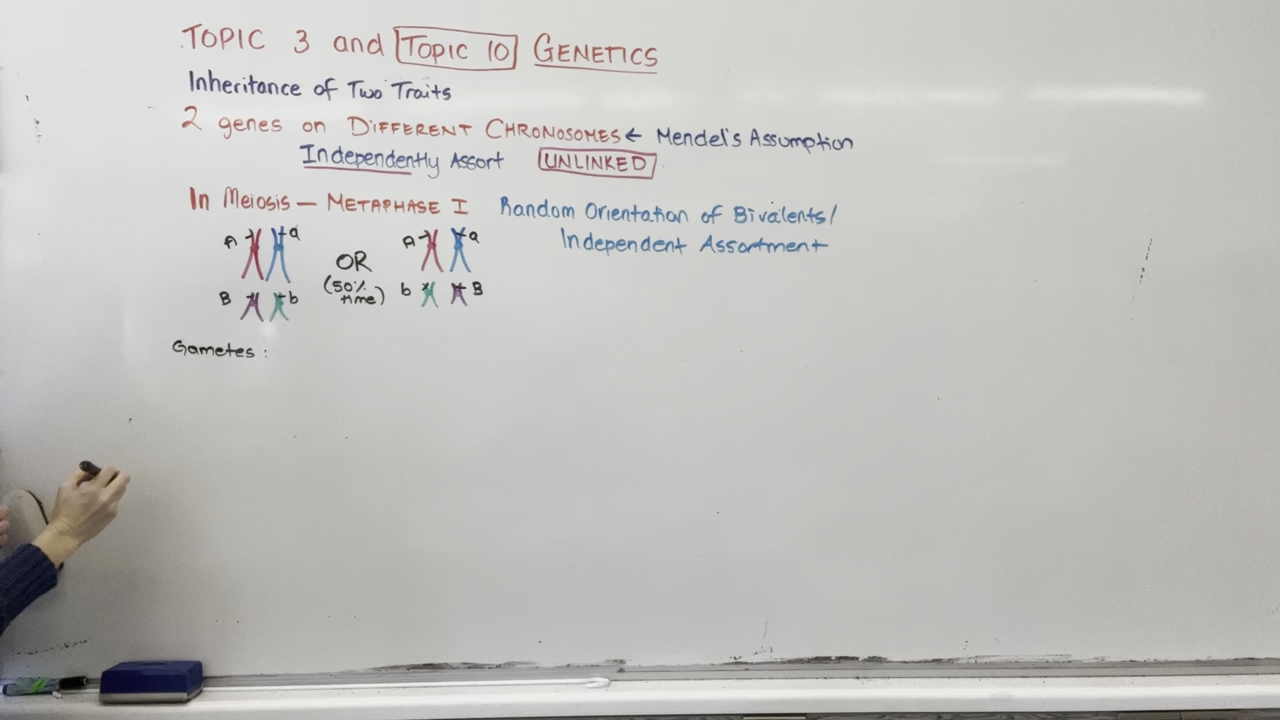 TOPIC 3 and TOPIC 10 GENETICS
Inheritance of Two Traits
2 genes on DIFFERENT CHRONOSOMES ← Mendel's Assumption
Independently Assort UNLINKED
In Meiosis — METAPHASE I Random Orientation of Bivalents/
Independent Assortment
A a OR A a
B b (50% time) b B
Gametes :